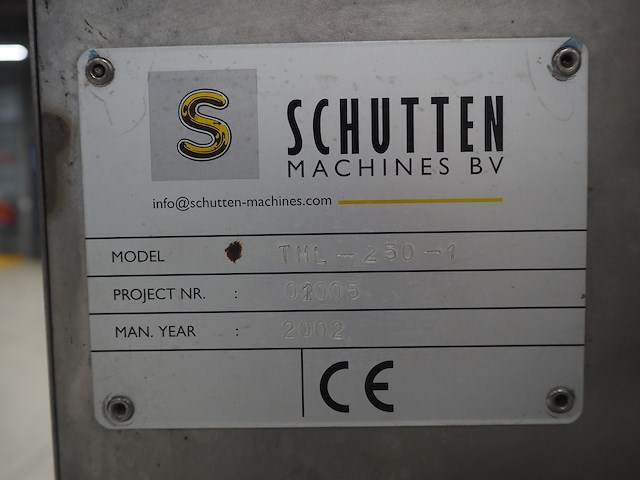 S
SCHUTTEN
MACHINES BV
info@schutten-machines.com
MODEL TML-250-1
PROJECT NR. :
MAN. YEAR : 2002
CE